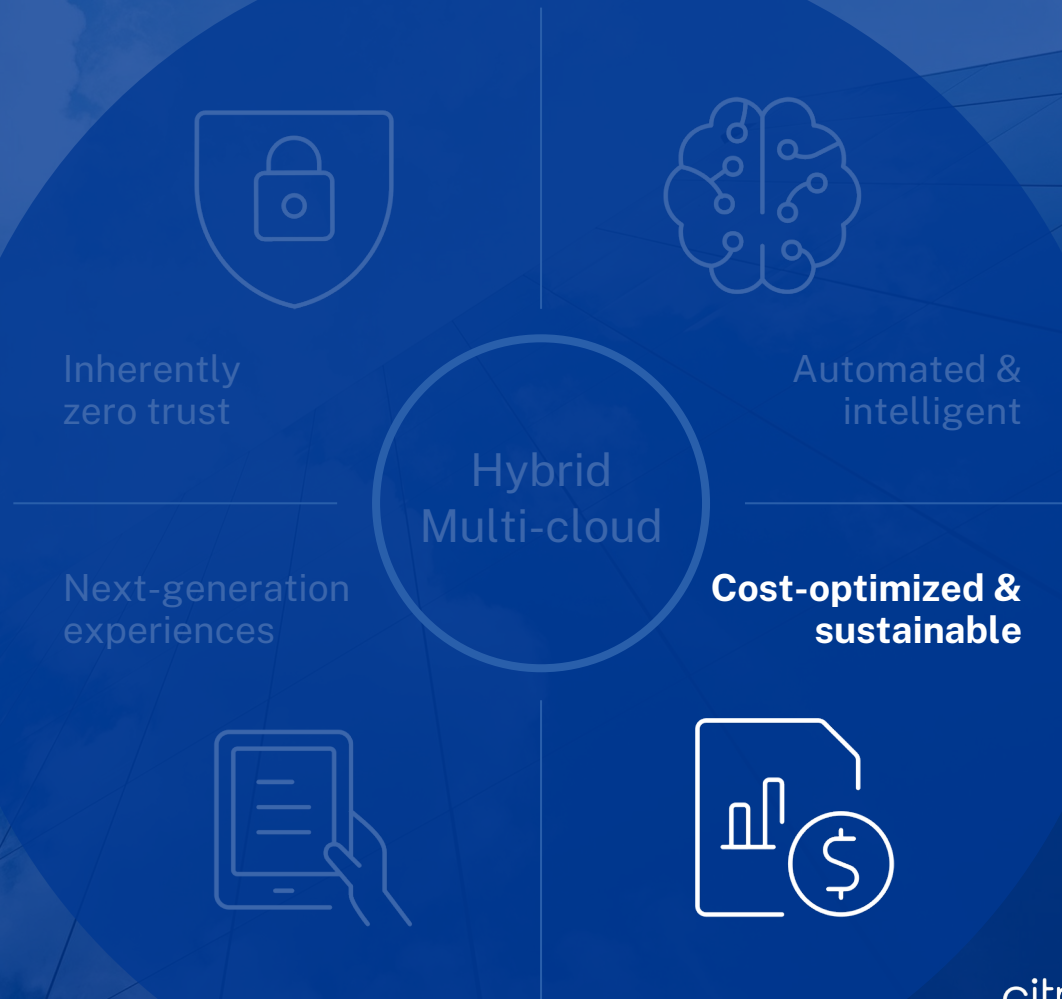 Inherently
zero trust
Automated &
intelligent
Hybrid
Multi-cloud
Next-generation
experiences
Cost-optimized &
sustainable
$